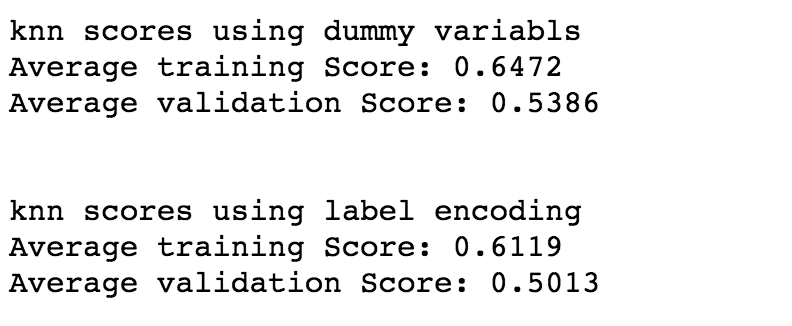 knn scores using dummy variabls
Average training Score: 0.6472
Average validation Score: 0.5386
knn scores using label encoding
Average training Score: 0.6119
Average validation Score: 0.5013